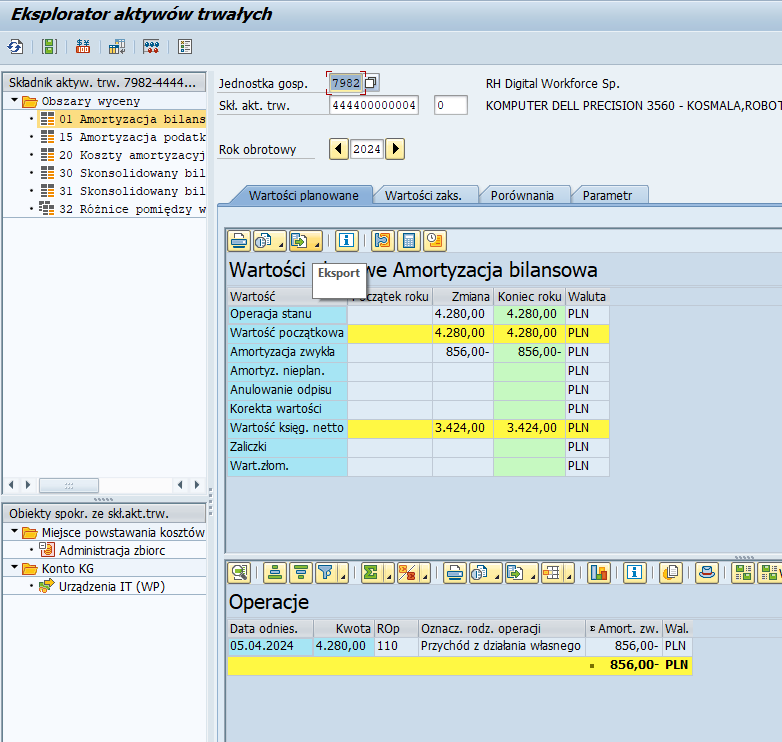 Eksplorator aktywów trwałych
Składnik aktyw. trw. 7982-4444...
Obszary wyceny
01 Amortyzacja bilans
15 Amortyzacja podatk
20 Koszty amortyzacyj
30 Skonsolidowany bil
31 Skonsolidowany bil
32 Różnice pomiędzy w
Obiekty spokr. ze skł.akt.trw.
Miejsce powstawania kosztów
Administracja zbiorc
Konto KG
Urządzenia IT (WP)
Jednostka gosp. 7982 RH Digital Workforce Sp.
Skł. akt. trw. 444400000004 0 KOMPUTER DELL PRECISION 3560 - KOSMALA,ROBOT
Rok obrotowy 2024
Wartości planowane Wartości zaks. Porównania Parametr
Wartości we Amortyzacja bilansowa
Eksport
Wartość oczątek roku Zmiana Koniec roku Waluta
Operacja stanu 4.280,00 4.280,00 PLN
Wartość początkowa 4.280,00 4.280,00 PLN
Amortyzacja zwykła 856,00- 856,00- PLN
Amortyz. nieplan. PLN
Anulowanie odpisu PLN
Korekta wartości PLN
Wartość księg. netto 3.424,00 3.424,00 PLN
Zaliczki PLN
Wart.złom. PLN
Operacje
Data odnies. Kwota ROp Oznacz. rodz. operacji Σ Amort. zw. Wal.
05.04.2024 4.280,00 110 Przychód z działania własnego 856,00- PLN
856,00- PLN